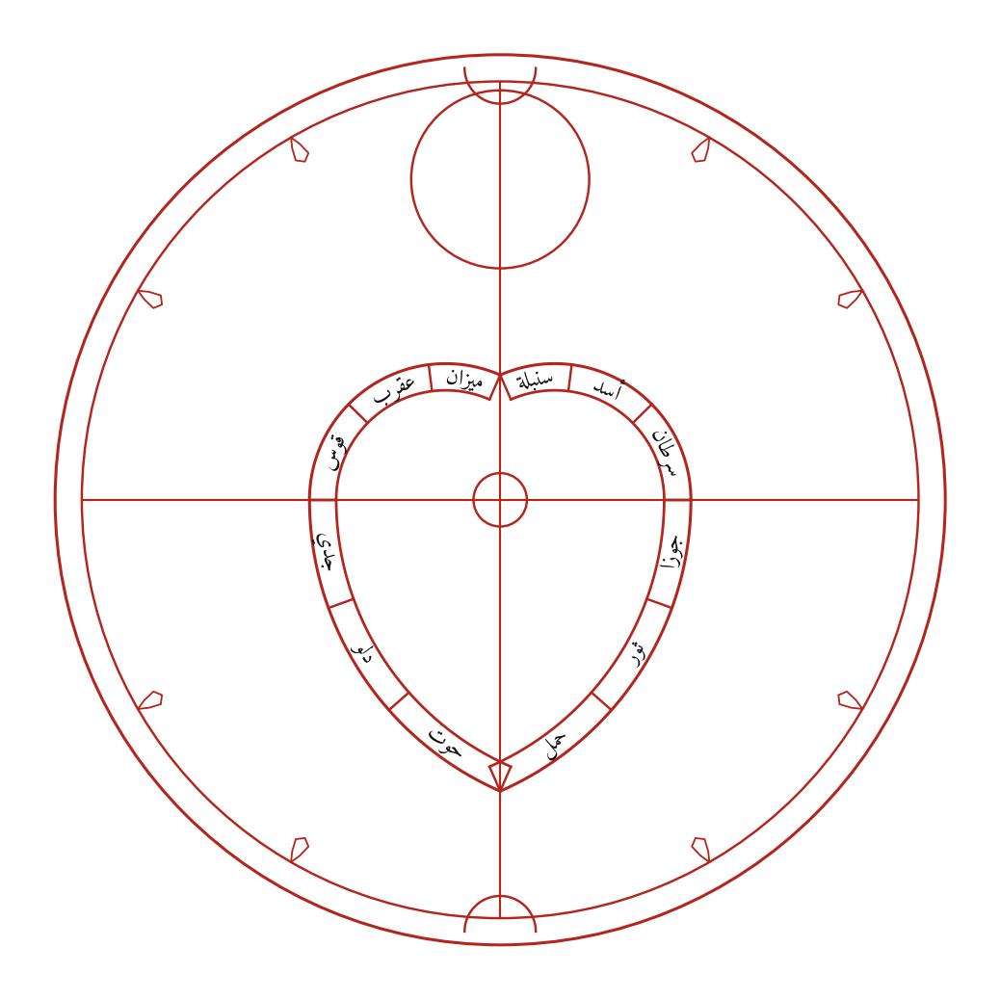 حمل
ثور
جوزا
سرطان
أسد
سنبلة
ميزان
عقرب
قوس
جدي
دلو
حوت